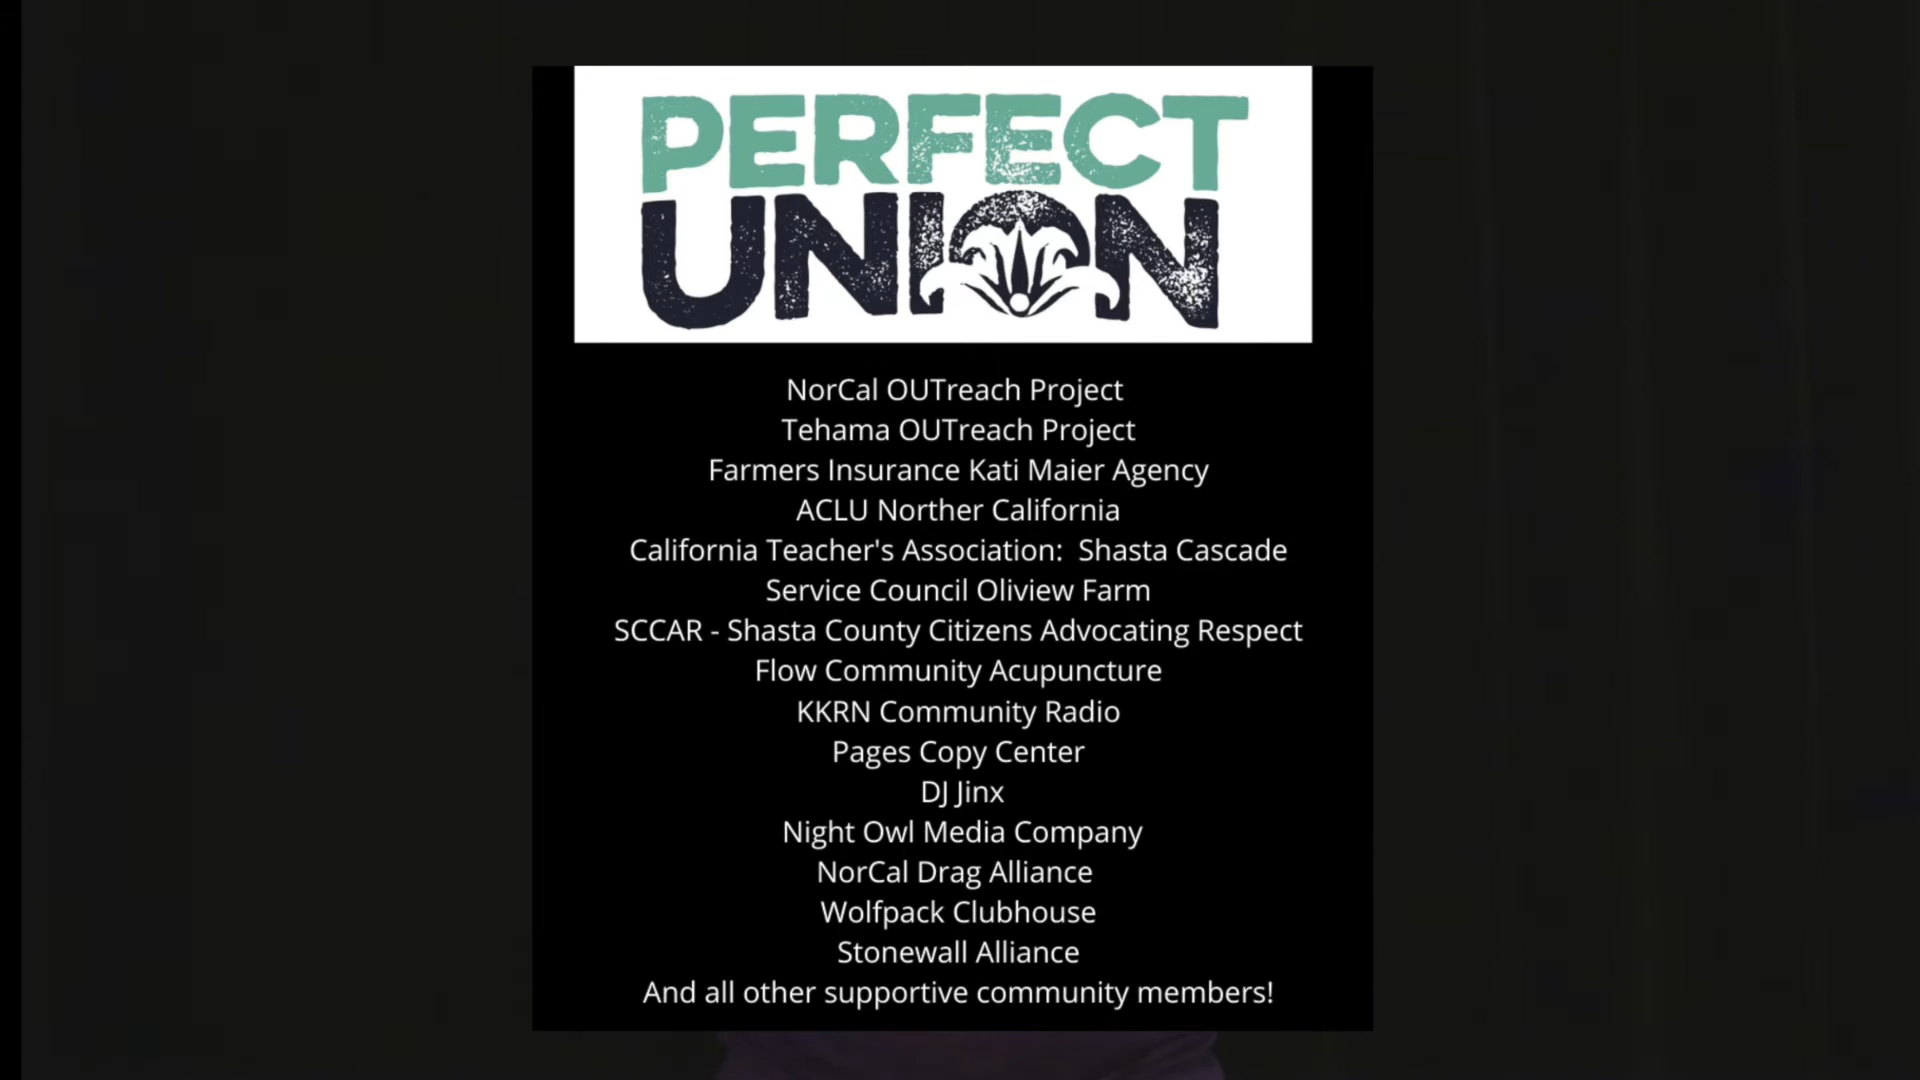 PERFECT
UNION
NorCal OUTreach Project
Tehama OUTreach Project
Farmers Insurance Kati Maier Agency
ACLU Norther California
California Teacher's Association:  Shasta Cascade
Service Council Oliview Farm
SCCAR - Shasta County Citizens Advocating Respect
Flow Community Acupuncture
KKRN Community Radio
Pages Copy Center
DJ Jinx
Night Owl Media Company
NorCal Drag Alliance
Wolfpack Clubhouse
Stonewall Alliance
And all other supportive community members!